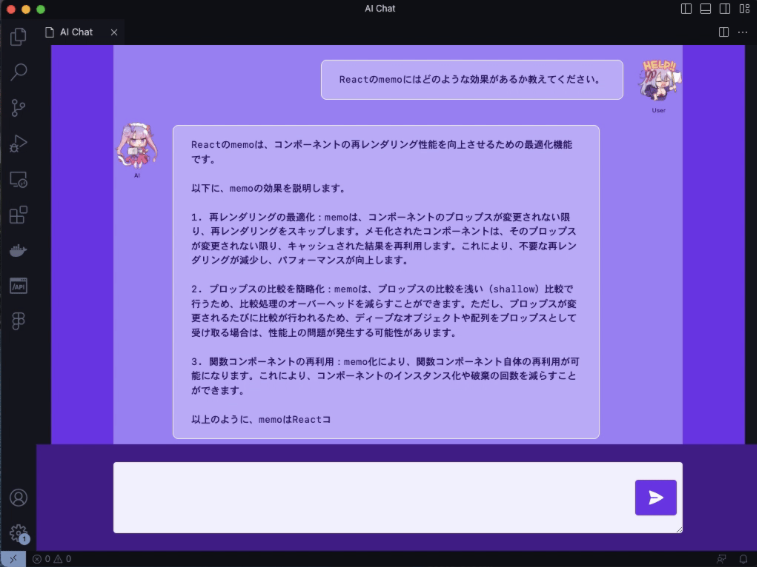 AI Chat
AI Chat
HELP!!
Reactのmemoにはどのような効果があるか教えてください。
User
AI
Reactのmemoは、コンポーネントの再レンダリング性能を向上させるための最適化機能
です。
以下に、memoの効果を説明します。
1. 再レンダリングの最適化：memoは、コンポーネントのプロップスが変更されない限
り、再レンダリングをスキップします。メモ化されたコンポーネントは、そのプロップス
が変更されない限り、キャッシュされた結果を再利用します。これにより、不要な再レン
ダリングが減少し、パフォーマンスが向上します。
2. プロップスの比較を簡略化：memoは、プロップスの比較を浅い（shallow）比較で
行うため、比較処理のオーバーヘッドを減らすことができます。ただし、プロップスが変更
されるたびに比較が行われるため、ディープなオブジェクトや配列をプロップスとして
受け取る場合は、性能上の問題が発生する可能性があります。
3. 関数コンポーネントの再利用：memo化により、関数コンポーネント自体の再利用が可
能になります。これにより、コンポーネントのインスタンス化や破棄の回数を減らすこと
ができます。
以上のように、memoはReactコ
/API
1
0 0